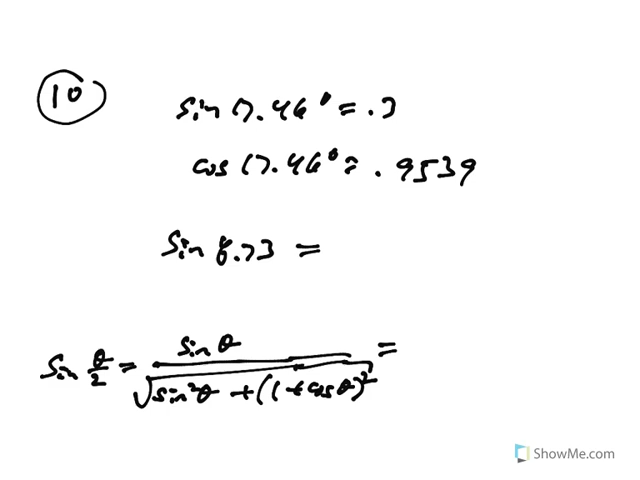 10
sin 17.46° = .3
cos 17.46° = .9539
sin 8.73 =
sin θ/2 = sin θ / √(sin²θ + (1 + cos θ)²) =
ShowMe.com